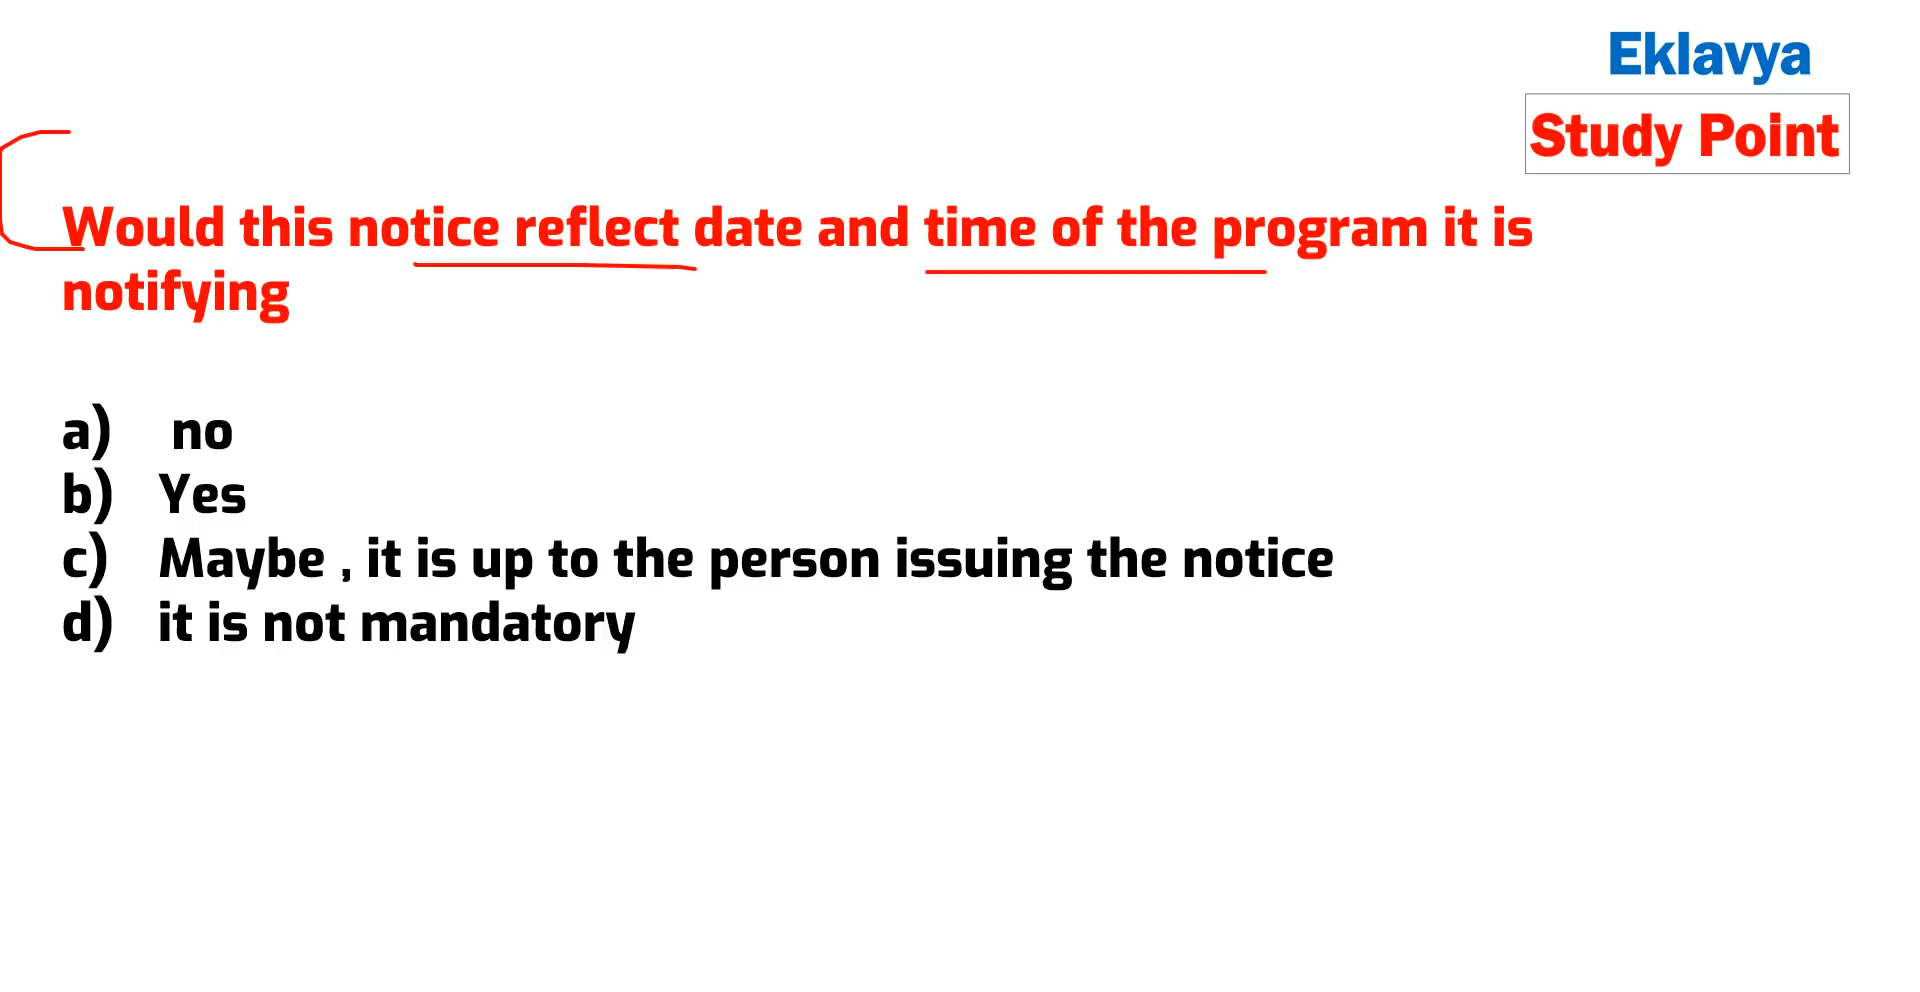 Eklavya
Study Point
Would this notice reflect date and time of the program it is
notifying
a) no
b) Yes
c) Maybe , it is up to the person issuing the notice
d) it is not mandatory